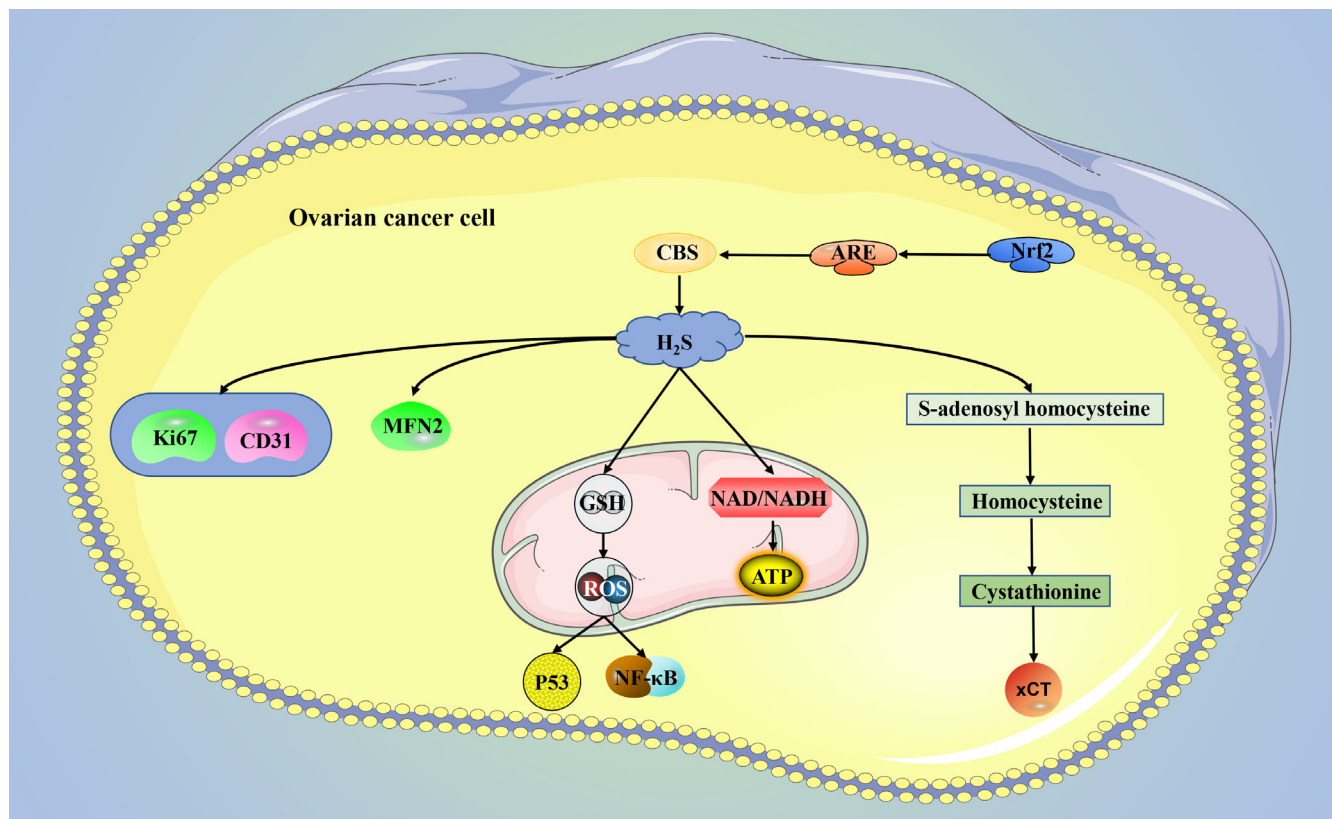 Ovarian cancer cell
CBS
ARE
Nrf2
H₂S
Ki67
CD31
MFN2
S-adenosyl homocysteine
GSH
NAD/NADH
Homocysteine
ROS
ATP
Cystathionine
P53
NF-κB
xCT